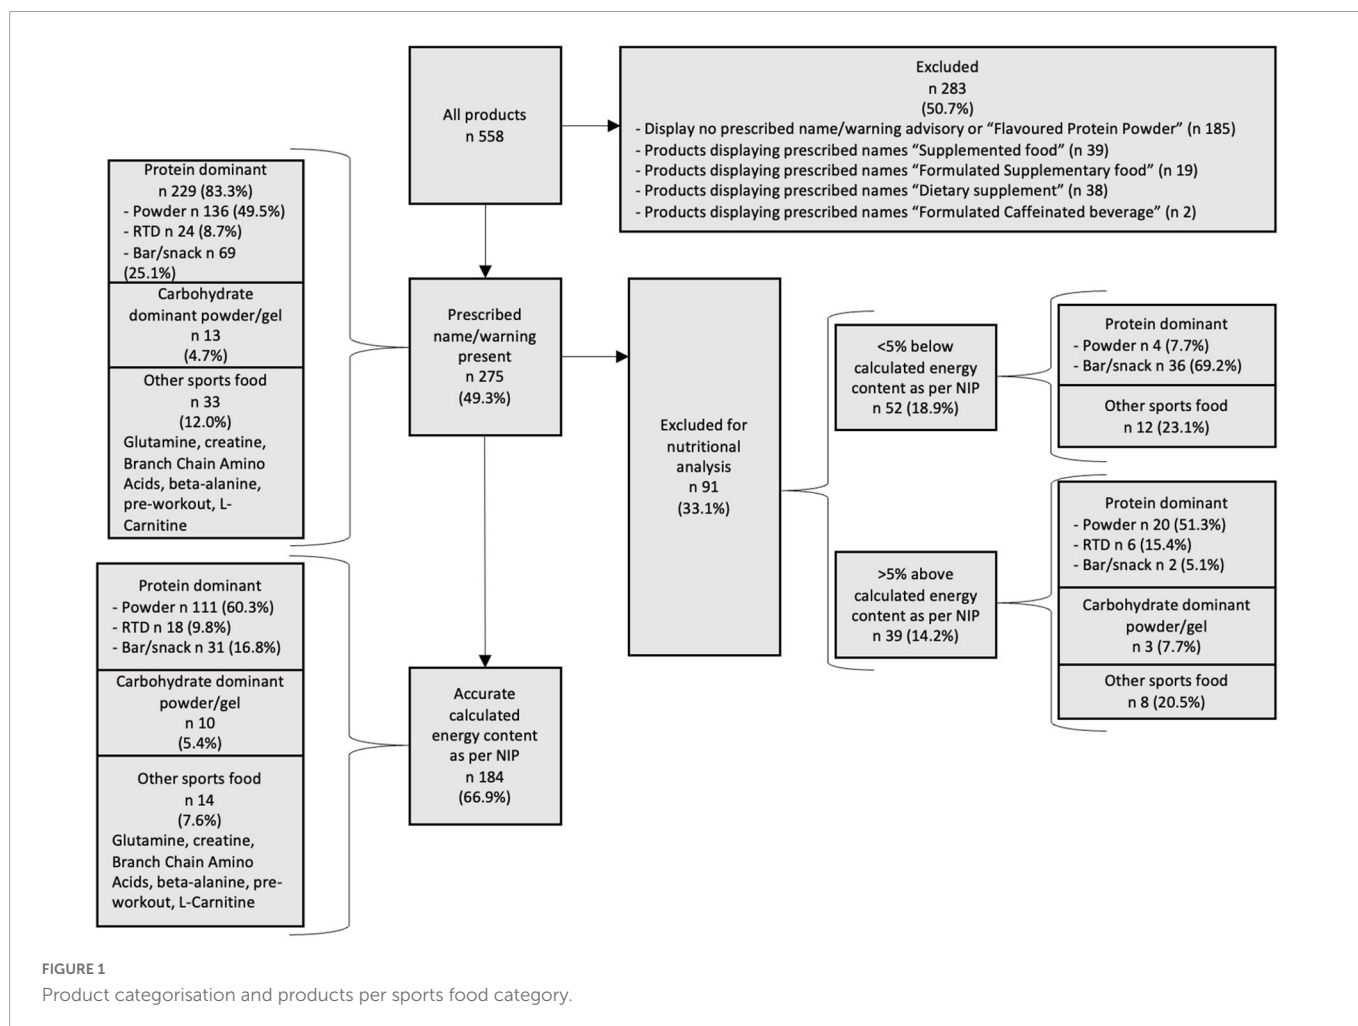 All products
n 558
Excluded
n 283
(50.7%)
- Display no prescribed name/warning advisory or “Flavoured Protein Powder” (n 185)
- Products displaying prescribed names “Supplemented food” (n 39)
- Products displaying prescribed names “Formulated Supplementary food” (n 19)
- Products displaying prescribed names “Dietary supplement” (n 38)
- Products displaying prescribed names “Formulated Caffeinated beverage” (n 2)
Protein dominant
n 229 (83.3%)
- Powder n 136 (49.5%)
- RTD n 24 (8.7%)
- Bar/snack n 69
(25.1%)
Carbohydrate
dominant powder/gel
n 13
(4.7%)
Other sports food
n 33
(12.0%)
Glutamine, creatine,
Branch Chain Amino
Acids, beta-alanine,
pre-workout, L-
Carnitine
Prescribed
name/warning
present
n 275
(49.3%)
Excluded for
nutritional
analysis
n 91
(33.1%)
<5% below
calculated energy
content as per NIP
n 52 (18.9%)
Protein dominant
- Powder n 4 (7.7%)
- Bar/snack n 36 (69.2%)
Other sports food
n 12 (23.1%)
>5% above
calculated energy
content as per NIP
n 39 (14.2%)
Protein dominant
- Powder n 20 (51.3%)
- RTD n 6 (15.4%)
- Bar/snack n 2 (5.1%)
Carbohydrate dominant
powder/gel
n 3 (7.7%)
Other sports food
n 8 (20.5%)
Protein dominant
- Powder n 111 (60.3%)
- RTD n 18 (9.8%)
- Bar/snack n 31 (16.8%)
Carbohydrate dominant
powder/gel
n 10
(5.4%)
Other sports food
n 14
(7.6%)
Glutamine, creatine,
Branch Chain Amino
Acids, beta-alanine, pre-
workout, L-Carnitine
Accurate
calculated
energy content
as per NIP
n 184
(66.9%)
FIGURE 1
Product categorisation and products per sports food category.